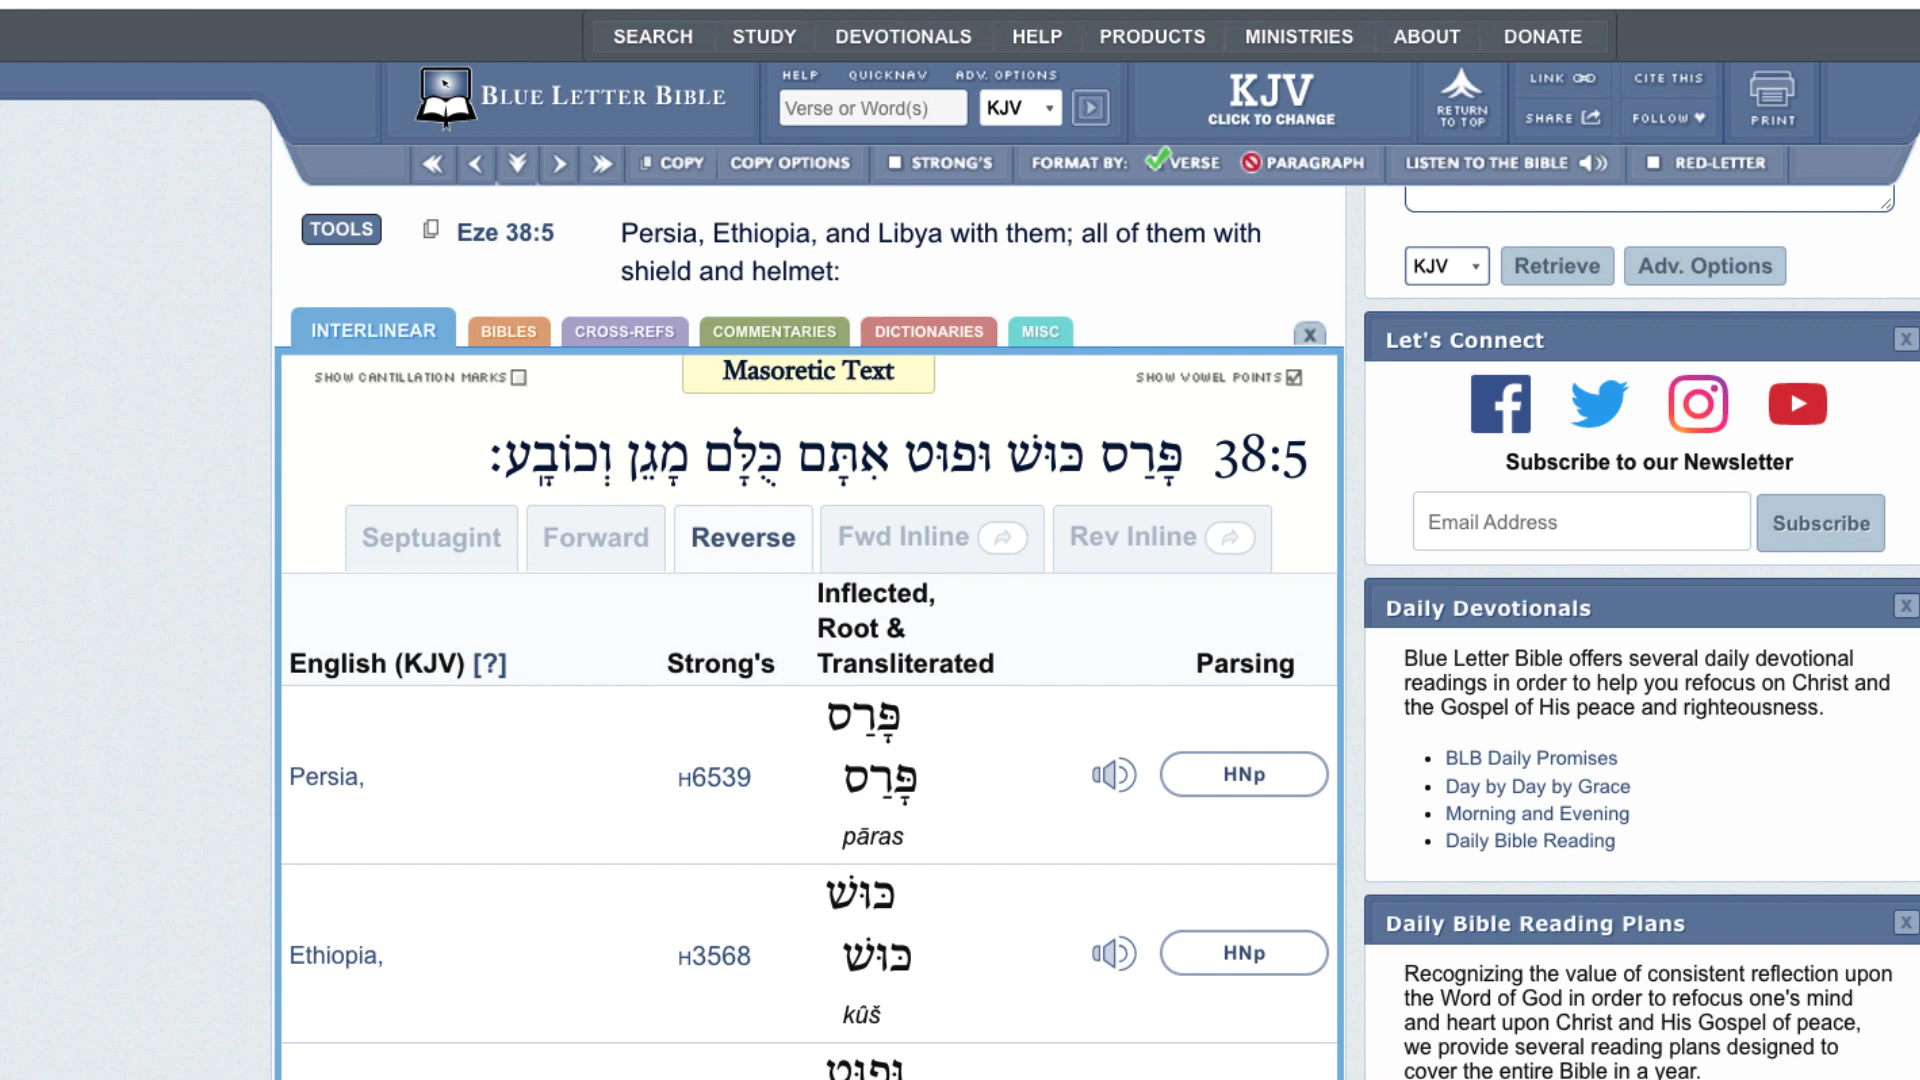 SEARCH STUDY DEVOTIONALS HELP PRODUCTS MINISTRIES ABOUT DONATE
BLUE LETTER BIBLE
HELP QUICKNAV ADV. OPTIONS
Verse or Word(s) KJV
KJV
CLICK TO CHANGE
RETURN
TO TOP
LINK
SHARE
CITE THIS
FOLLOW
PRINT
COPY COPY OPTIONS STRONG'S FORMAT BY: VERSE PARAGRAPH LISTEN TO THE BIBLE RED-LETTER
TOOLS Eze 38:5 Persia, Ethiopia, and Libya with them; all of them with
shield and helmet:
INTERLINEAR BIBLES CROSS-REFS COMMENTARIES DICTIONARIES MISC X
SHOW CANTILLATION MARKS Masoretic Text SHOW VOWEL POINTS
38:5 פָּרַס כּוּשׁ וּפוּט אִתָּם כֻּלָּם מָגֵן וְכוֹבָע׃
Septuagint Forward Reverse Fwd Inline Rev Inline
English (KJV) [?] Strong's Inflected,
Root &
Transliterated Parsing
פָּרַס
Persia, H6539 פָּרַס HNp
pāras
כּוּשׁ
Ethiopia, H3568 כּוּשׁ HNp
kûš
וּפוּט
KJV Retrieve Adv. Options
Let's Connect X
Subscribe to our Newsletter
Email Address Subscribe
Daily Devotionals X
Blue Letter Bible offers several daily devotional
readings in order to help you refocus on Christ and
the Gospel of His peace and righteousness.
• BLB Daily Promises
• Day by Day by Grace
• Morning and Evening
• Daily Bible Reading
Daily Bible Reading Plans X
Recognizing the value of consistent reflection upon
the Word of God in order to refocus one's mind
and heart upon Christ and His Gospel of peace,
we provide several reading plans designed to
cover the entire Bible in a year.